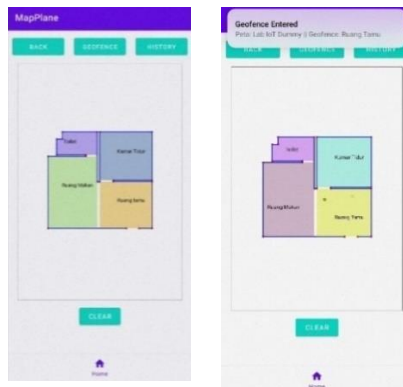 MapPlane
BACK GEOFENCE HISTORY
Toilet
Kamar Tidur
Ruang Makan
Ruang tamu
CLEAR
Home
Geofence Entered
Peta: Lab IoT Dummy || Geofence: Ruang Tamu
BACK GEOFENCE HISTORY
Toilet
Kamar Tidur
Ruang Makan
Ruang Tamu
CLEAR
Home